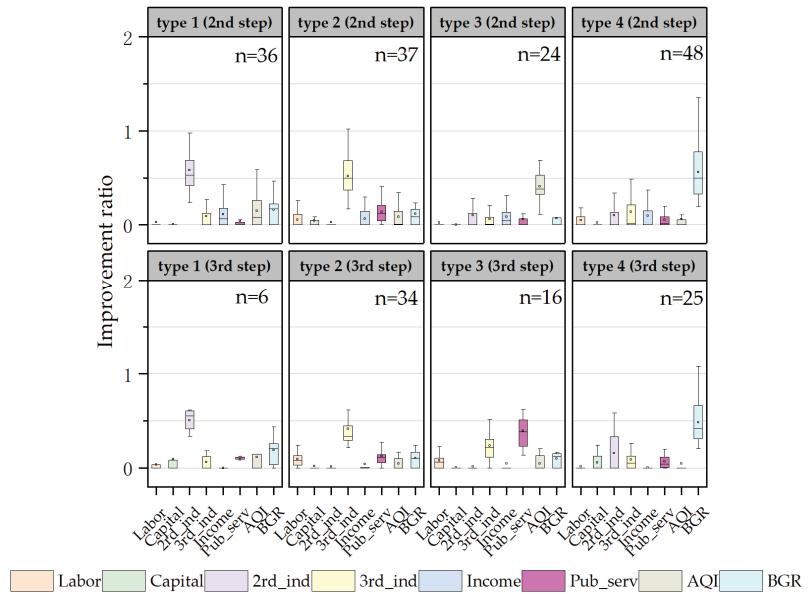 type 1 (2nd step) type 2 (2nd step) type 3 (2nd step) type 4 (2nd step)
n=36 n=37 n=24 n=48
2
1
0
type 1 (3rd step) type 2 (3rd step) type 3 (3rd step) type 4 (3rd step)
n=6 n=34 n=16 n=25
2
1
0
Improvement ratio
Labor Capital 2rd_ind 3rd_ind Income Pub_serv AQI BGR Labor Capital 2rd_ind 3rd_ind Income Pub_serv AQI BGR Labor Capital 2rd_ind 3rd_ind Income Pub_serv AQI BGR Labor Capital 2rd_ind 3rd_ind Income Pub_serv AQI BGR
Labor Capital 2rd_ind 3rd_ind Income Pub_serv AQI BGR